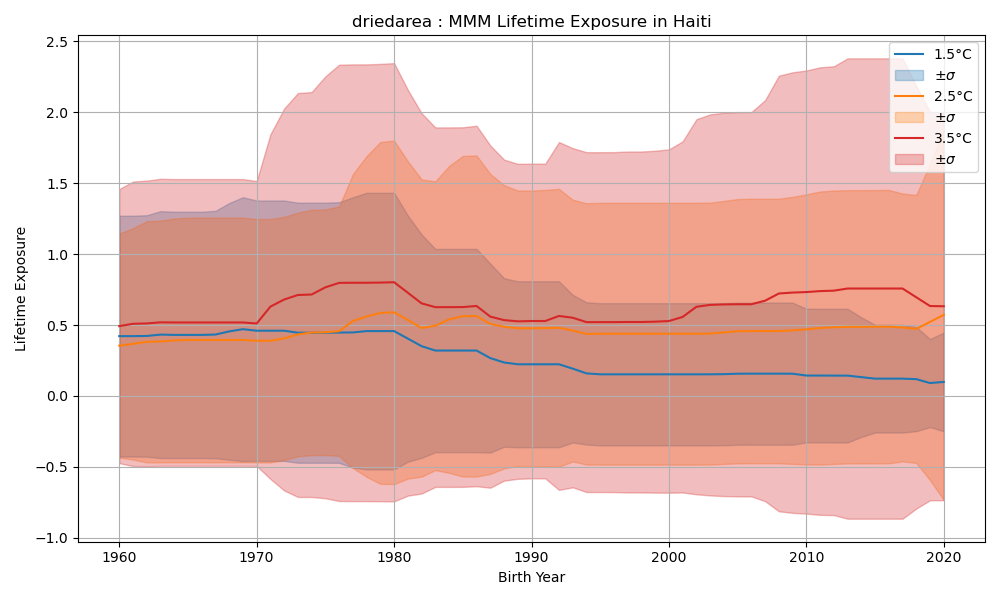 driedarea : MMM Lifetime Exposure in Haiti
2.5
2.0
1.5
1.0
0.5
0.0
−0.5
−1.0
Lifetime Exposure
1960
1970
1980
1990
2000
2010
2020
Birth Year
1.5°C
±σ
2.5°C
±σ
3.5°C
±σ